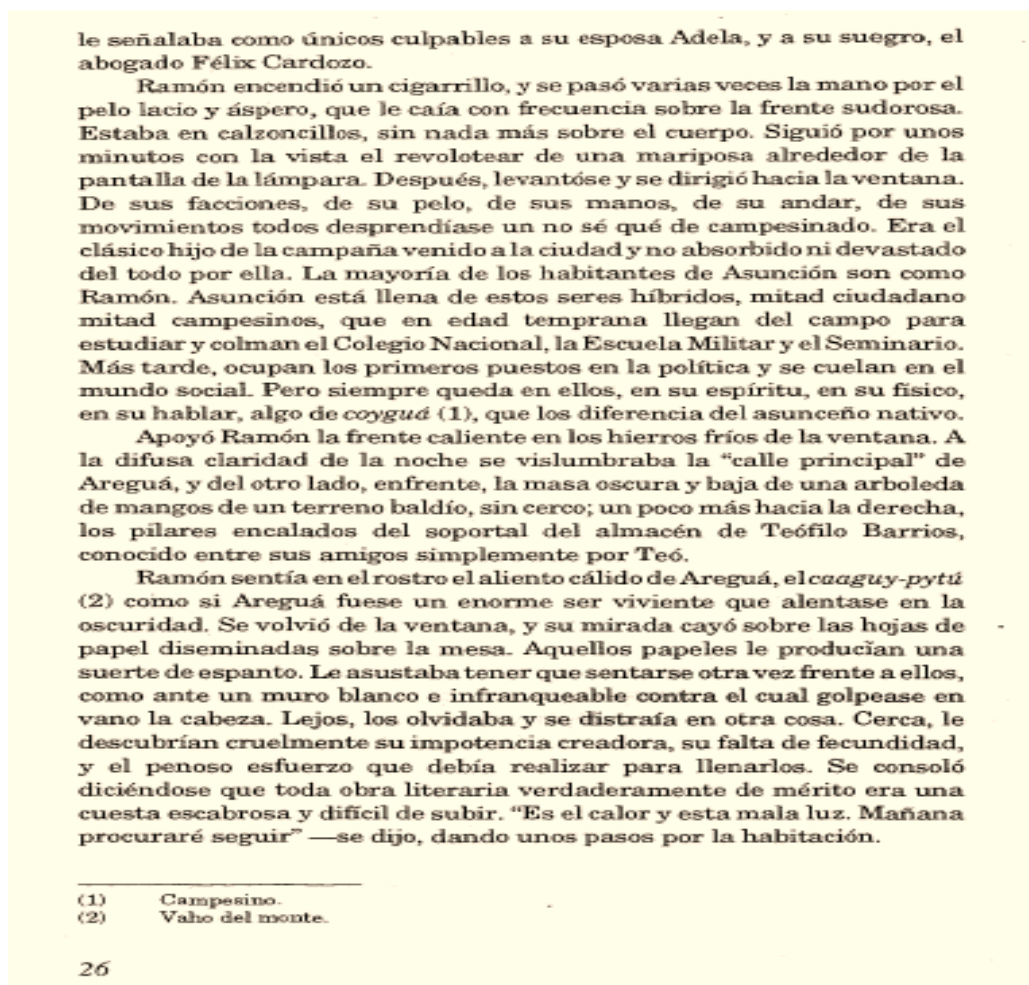 le señalaba como únicos culpables a su esposa Adela, y a su suegro, el
abogado Félix Cardozo.
Ramón encendió un cigarrillo, y se pasó varias veces la mano por el
pelo lacio y áspero, que le caía con frecuencia sobre la frente sudorosa.
Estaba en calzoncillos, sin nada más sobre el cuerpo. Siguió por unos
minutos con la vista el revolotear de una mariposa alrededor de la
pantalla de la lámpara. Después, levantóse y se dirigió hacia la ventana.
De sus facciones, de su pelo, de sus manos, de su andar, de sus
movimientos todos desprendíase un no sé qué de campesinado. Era el
clásico hijo de la campaña venido a la ciudad y no absorbido ni devastado
del todo por ella. La mayoría de los habitantes de Asunción son como
Ramón. Asunción está llena de estos seres híbridos, mitad ciudadano
mitad campesinos, que en edad temprana llegan del campo para
estudiar y colman el Colegio Nacional, la Escuela Militar y el Seminario.
Más tarde, ocupan los primeros puestos en la política y se cuelan en el
mundo social. Pero siempre queda en ellos, en su espíritu, en su físico,
en su hablar, algo de coyguá (1), que los diferencia del asunceño nativo.
Apoyó Ramón la frente caliente en los hierros fríos de la ventana. A
la difusa claridad de la noche se vislumbraba la “calle principal” de
Areguá, y del otro lado, enfrente, la masa oscura y baja de una arboleda
de mangos de un terreno baldío, sin cerco; un poco más hacia la derecha,
los pilares encalados del soportal del almacén de Teófilo Barrios,
conocido entre sus amigos simplemente por Teó.
Ramón sentía en el rostro el aliento cálido de Areguá, el caaguy-pytú
(2) como si Areguá fuese un enorme ser viviente que alentase en la
oscuridad. Se volvió de la ventana, y su mirada cayó sobre las hojas de
papel diseminadas sobre la mesa. Aquellos papeles le producían una
suerte de espanto. Le asustaba tener que sentarse otra vez frente a ellos,
como ante un muro blanco e infranqueable contra el cual golpease en
vano la cabeza. Lejos, los olvidaba y se distraía en otra cosa. Cerca, le
descubrían cruelmente su impotencia creadora, su falta de fecundidad,
y el penoso esfuerzo que debía realizar para llenarlos. Se consoló
diciéndose que toda obra literaria verdaderamente de mérito era una
cuesta escabrosa y difícil de subir. “Es el calor y esta mala luz. Mañana
procuraré seguir” —se dijo, dando unos pasos por la habitación.
(1) Campesino.
(2) Vaho del monte.
26